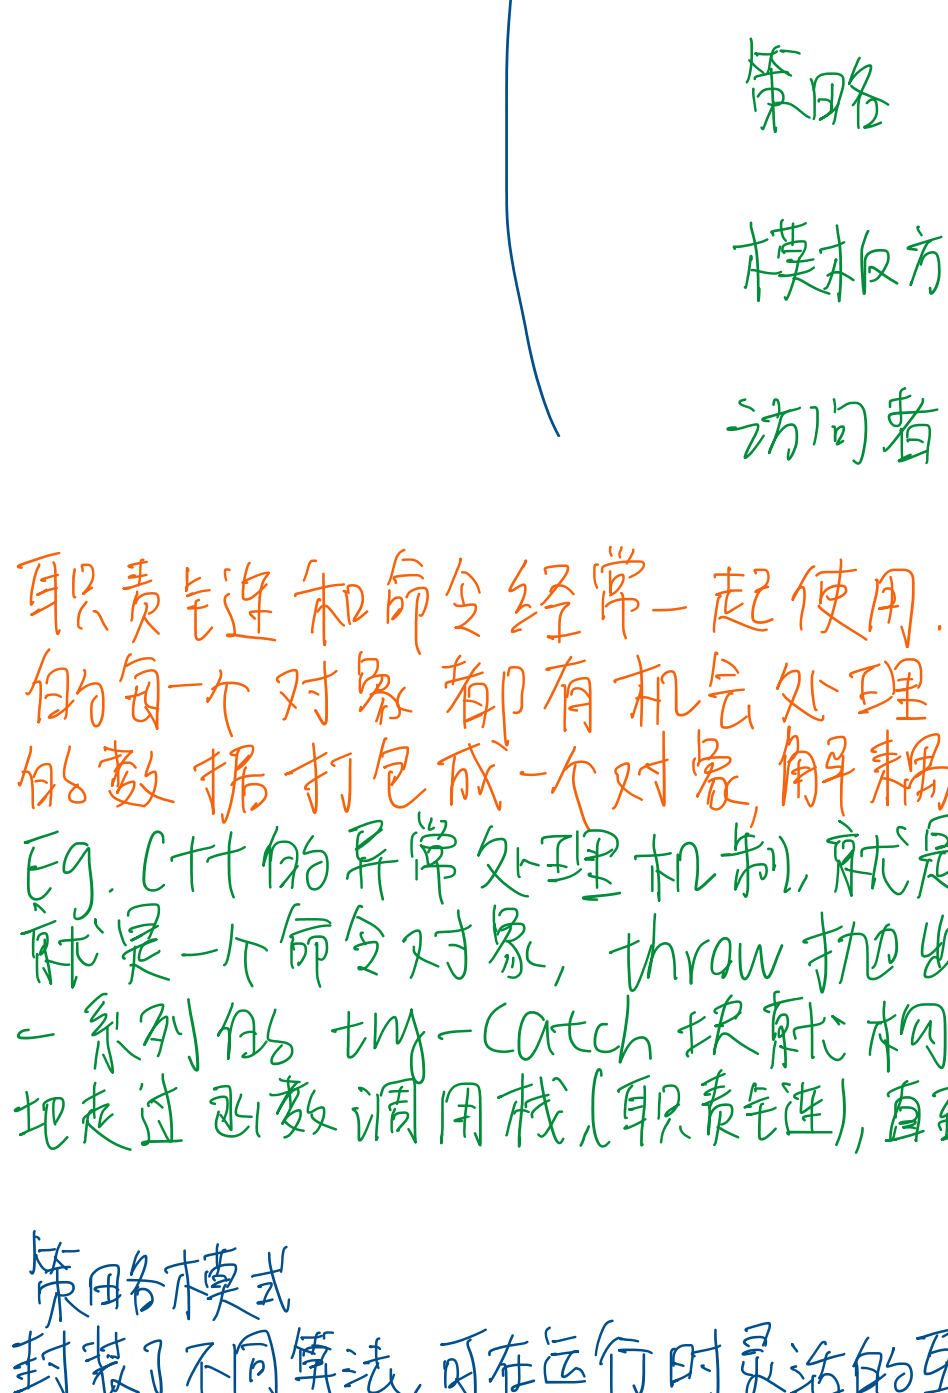 策略
模板方
访问者
职责链和命令经常一起使用.
的每一个对象都有机会处理
的数据打包成一个对象,解耦
Eg. C++的异常处理机制,就是
就是一个命令对象, throw 抛出
一系列的 try-Catch 块就构
地走过函数调用栈,(职责链),直到
策略模式
封装了不同算法,可在运行时灵活的互